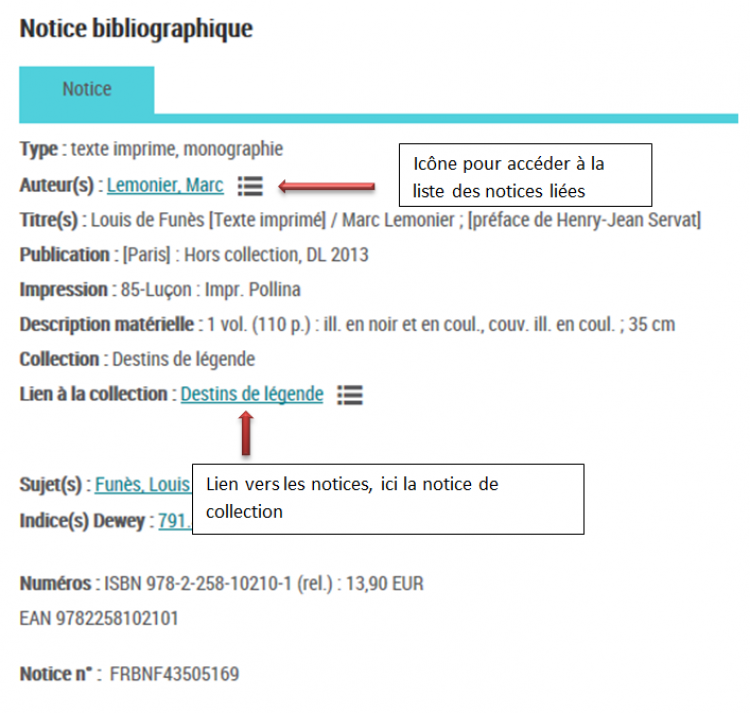 Notice bibliographique
Notice
Type : texte imprime, monographie
Auteur(s) : Lemonier, Marc
Icône pour accéder à la
liste des notices liées
Titre(s) : Louis de Funès [Texte imprimé] / Marc Lemonier ; [préface de Henry-Jean Servat]
Publication : [Paris] : Hors collection, DL 2013
Impression : 85-Luçon : Impr. Pollina
Description matérielle : 1 vol. (110 p.) : ill. en noir et en coul., couv. ill. en coul. ; 35 cm
Collection : Destins de légende
Lien à la collection : Destins de légende
Sujet(s) : Funès, Louis
Lien vers les notices, ici la notice de
collection
Indice(s) Dewey : 791.
Numéros : ISBN 978-2-258-10210-1 (rel.) : 13,90 EUR
EAN 9782258102101
Notice n° : FRBNF43505169